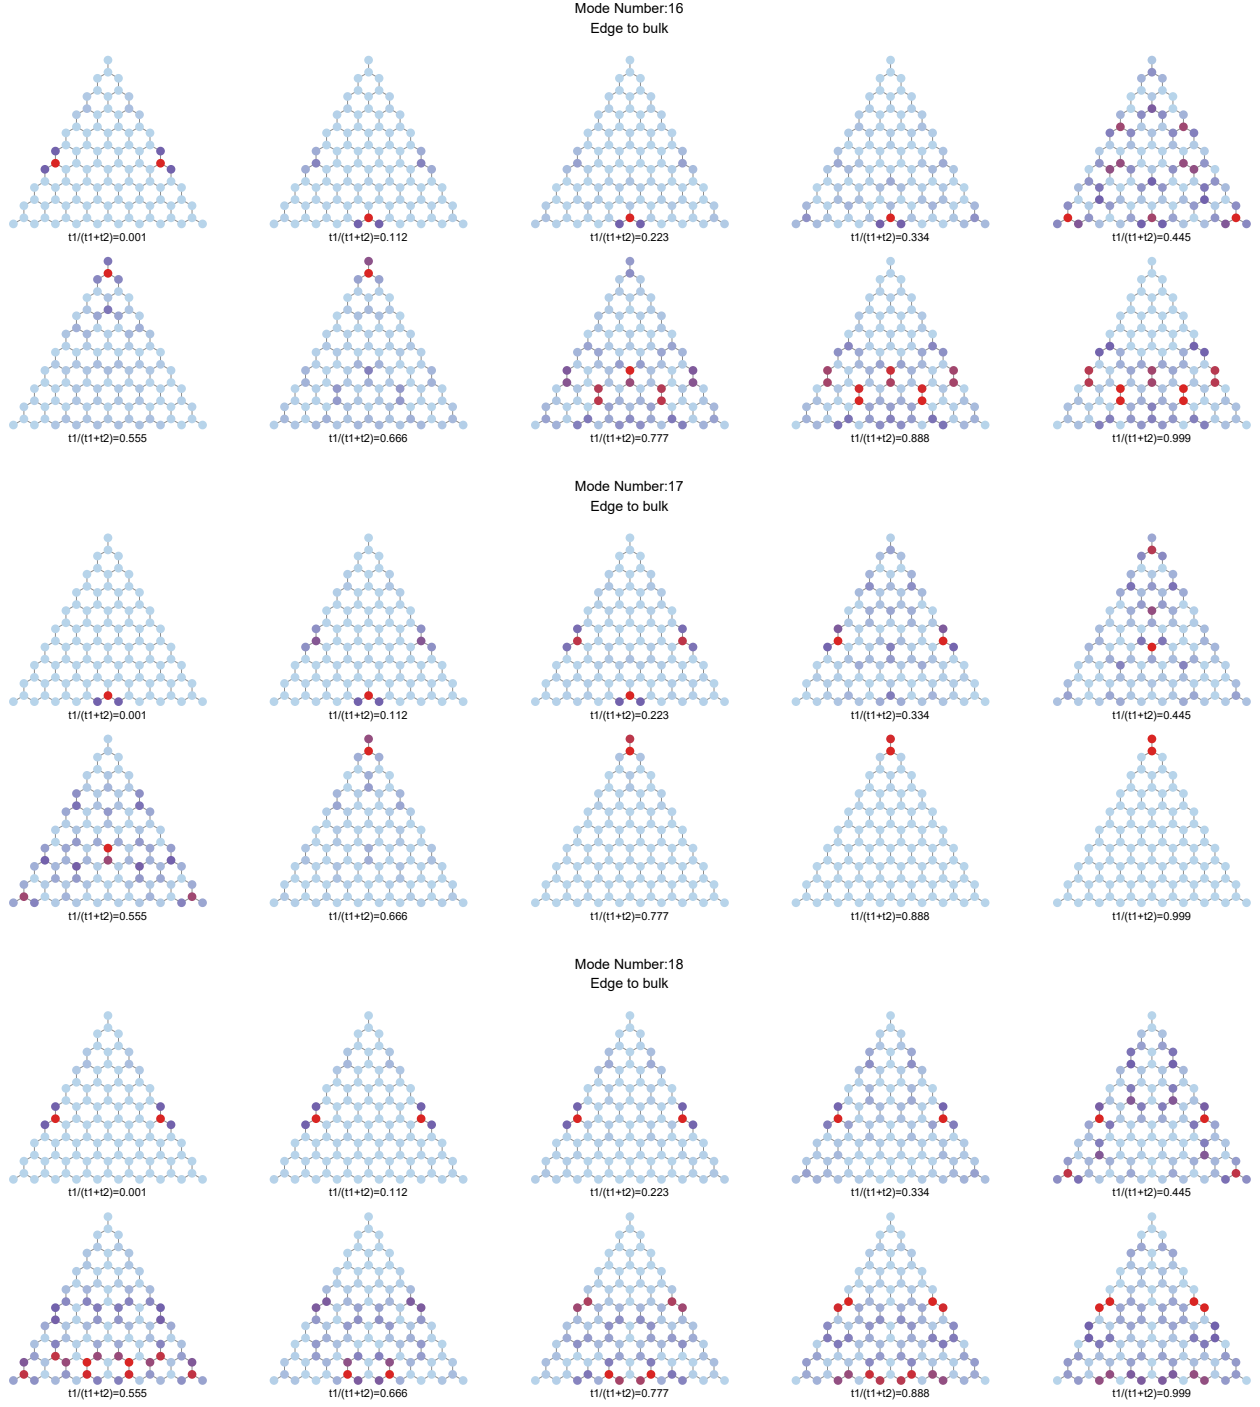 Mode Number:16
Edge to bulk
t1/(t1+t2)=0.001
t1/(t1+t2)=0.112
t1/(t1+t2)=0.223
t1/(t1+t2)=0.334
t1/(t1+t2)=0.445
t1/(t1+t2)=0.555
t1/(t1+t2)=0.666
t1/(t1+t2)=0.777
t1/(t1+t2)=0.888
t1/(t1+t2)=0.999
Mode Number:17
Edge to bulk
t1/(t1+t2)=0.001
t1/(t1+t2)=0.112
t1/(t1+t2)=0.223
t1/(t1+t2)=0.334
t1/(t1+t2)=0.445
t1/(t1+t2)=0.555
t1/(t1+t2)=0.666
t1/(t1+t2)=0.777
t1/(t1+t2)=0.888
t1/(t1+t2)=0.999
Mode Number:18
Edge to bulk
t1/(t1+t2)=0.001
t1/(t1+t2)=0.112
t1/(t1+t2)=0.223
t1/(t1+t2)=0.334
t1/(t1+t2)=0.445
t1/(t1+t2)=0.555
t1/(t1+t2)=0.666
t1/(t1+t2)=0.777
t1/(t1+t2)=0.888
t1/(t1+t2)=0.999